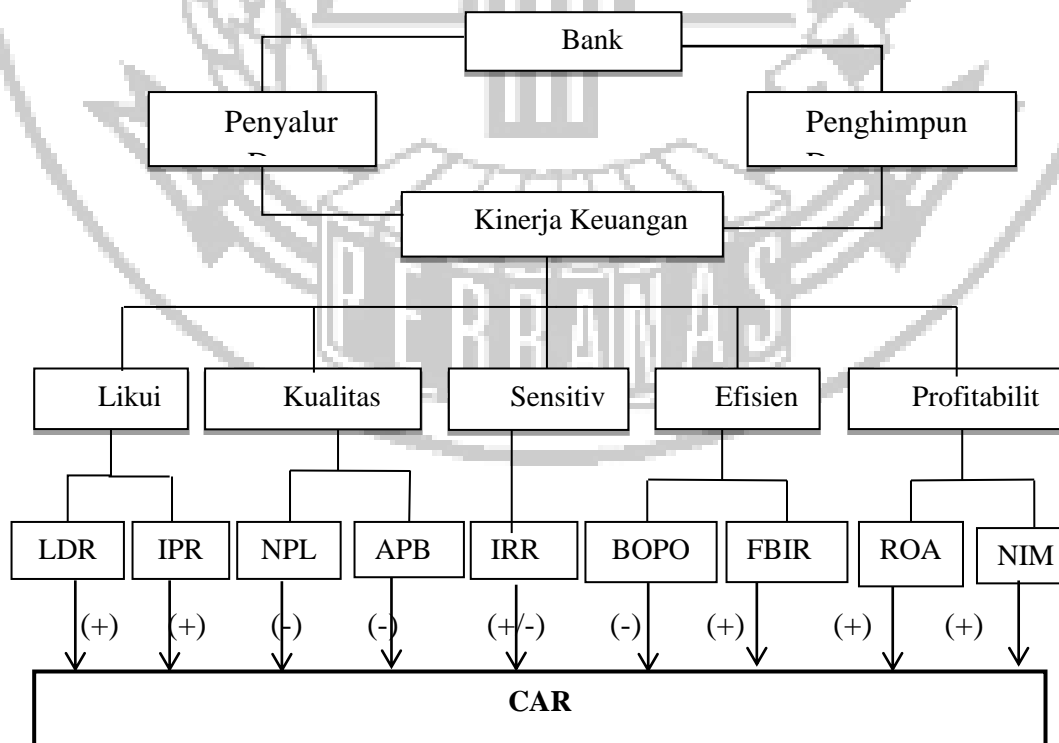 Bank
Penyalur
Penghimpun
Kinerja Keuangan
Likui
Kualitas
Sensitiv
Efisien
Profitabilit
LDR
IPR
NPL
APB
IRR
BOPO
FBIR
ROA
NIM
(+)
(+)
(-)
(-)
(+/-)
(-)
(+)
(+)
(+)
CAR
PERBANAS